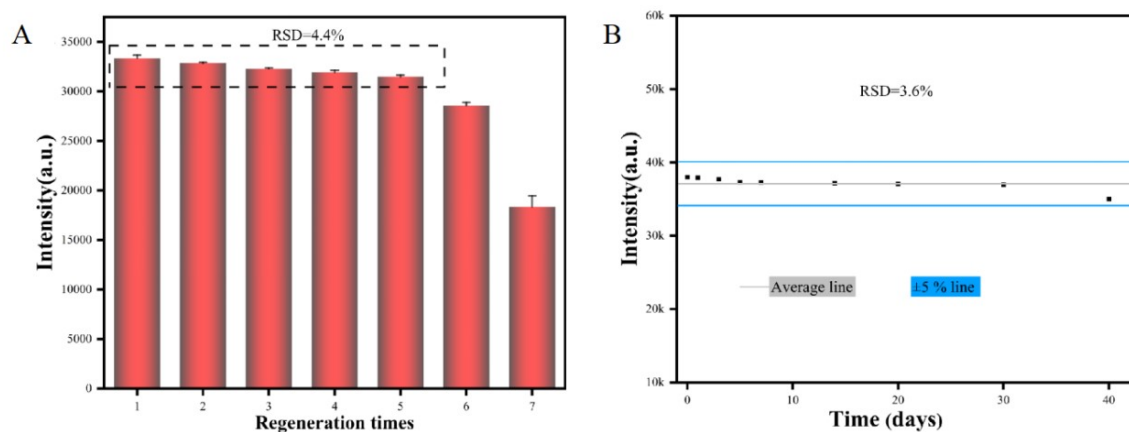 A
RSD=4.4%
35000
30000
25000
20000
15000
10000
5000
0
Intensity(a.u.)
1 2 3 4 5 6 7
Regeneration times
B
60k
50k
40k
30k
20k
10k
Intensity(a.u.)
RSD=3.6%
Average line
±5 % line
0 10 20 30 40
Time (days)